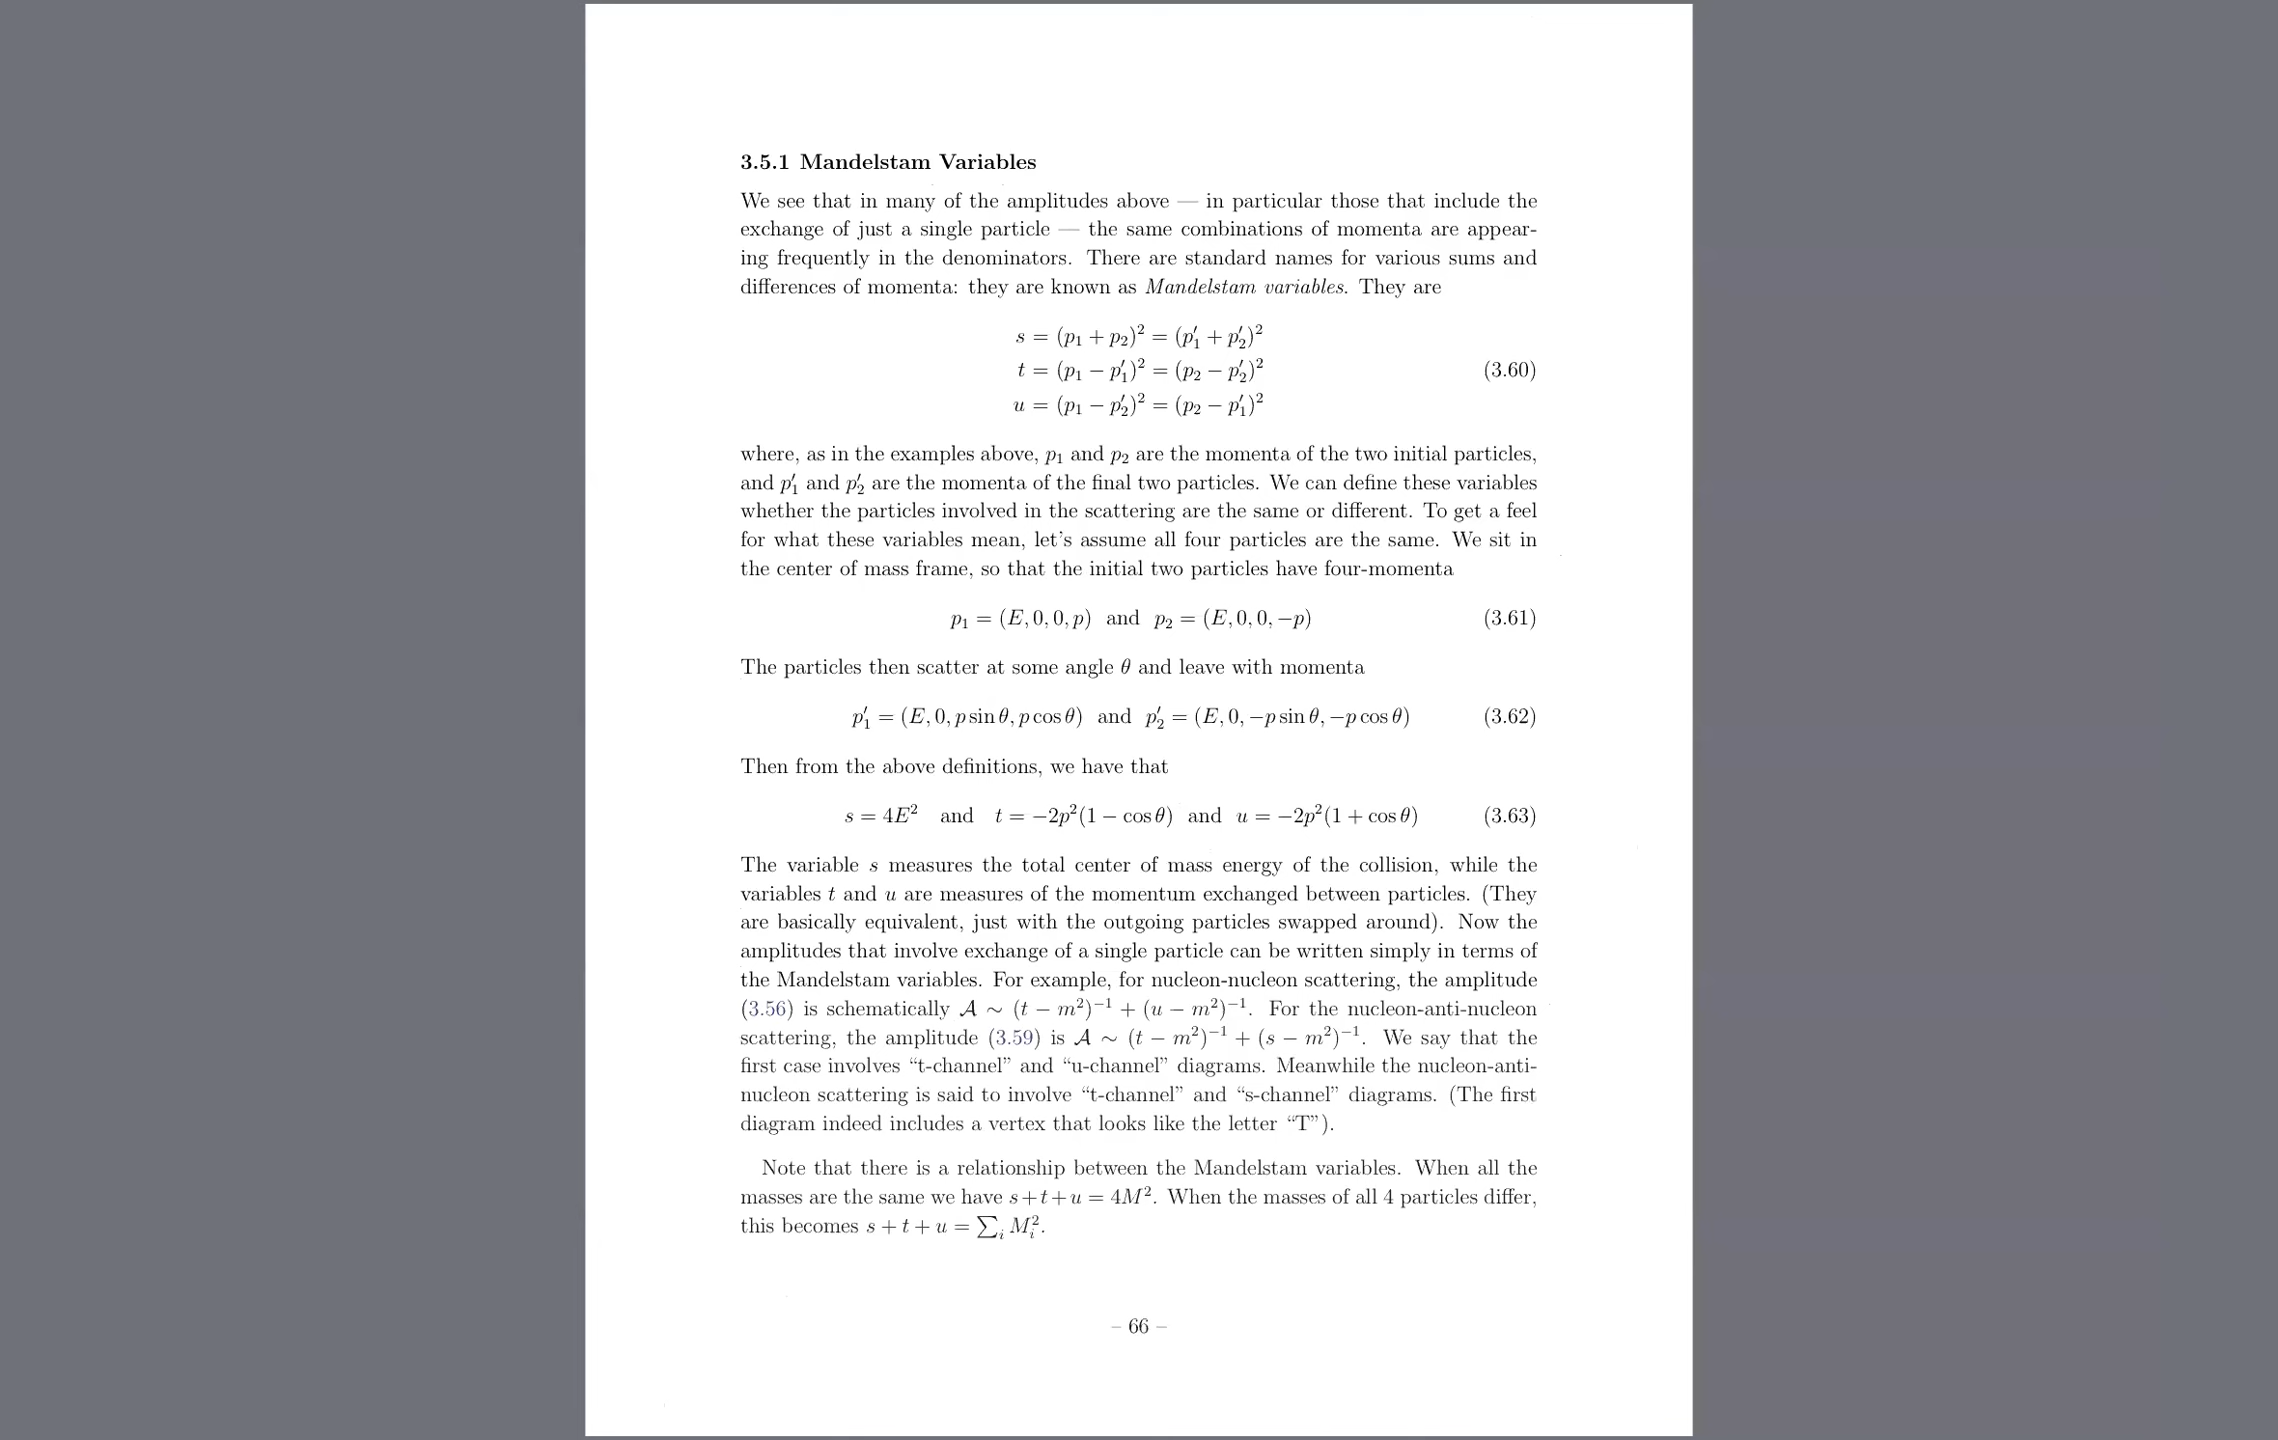 3.5.1 Mandelstam Variables
We see that in many of the amplitudes above — in particular those that include the
exchange of just a single particle — the same combinations of momenta are appear-
ing frequently in the denominators. There are standard names for various sums and
differences of momenta: they are known as Mandelstam variables. They are
s = (p₁ + p₂)² = (p′₁ + p′₂)²
t = (p₁ − p′₁)² = (p₂ − p′₂)² (3.60)
u = (p₁ − p′₂)² = (p₂ − p′₁)²
where, as in the examples above, p₁ and p₂ are the momenta of the two initial particles,
and p′₁ and p′₂ are the momenta of the final two particles. We can define these variables
whether the particles involved in the scattering are the same or different. To get a feel
for what these variables mean, let's assume all four particles are the same. We sit in
the center of mass frame, so that the initial two particles have four-momenta
p₁ = (E, 0, 0, p) and p₂ = (E, 0, 0, −p) (3.61)
The particles then scatter at some angle θ and leave with momenta
p′₁ = (E, 0, p sin θ, p cos θ) and p′₂ = (E, 0, −p sin θ, −p cos θ) (3.62)
Then from the above definitions, we have that
s = 4E² and t = −2p²(1 − cos θ) and u = −2p²(1 + cos θ) (3.63)
The variable s measures the total center of mass energy of the collision, while the
variables t and u are measures of the momentum exchanged between particles. (They
are basically equivalent, just with the outgoing particles swapped around). Now the
amplitudes that involve exchange of a single particle can be written simply in terms of
the Mandelstam variables. For example, for nucleon-nucleon scattering, the amplitude
(3.56) is schematically 𝒜 ∼ (t − m²)⁻¹ + (u − m²)⁻¹. For the nucleon-anti-nucleon
scattering, the amplitude (3.59) is 𝒜 ∼ (t − m²)⁻¹ + (s − m²)⁻¹. We say that the
first case involves “t-channel” and “u-channel” diagrams. Meanwhile the nucleon-anti-
nucleon scattering is said to involve “t-channel” and “s-channel” diagrams. (The first
diagram indeed includes a vertex that looks like the letter “T”).
Note that there is a relationship between the Mandelstam variables. When all the
masses are the same we have s+t+u = 4M². When the masses of all 4 particles differ,
this becomes s + t + u = ∑ᵢ Mᵢ².
– 66 –